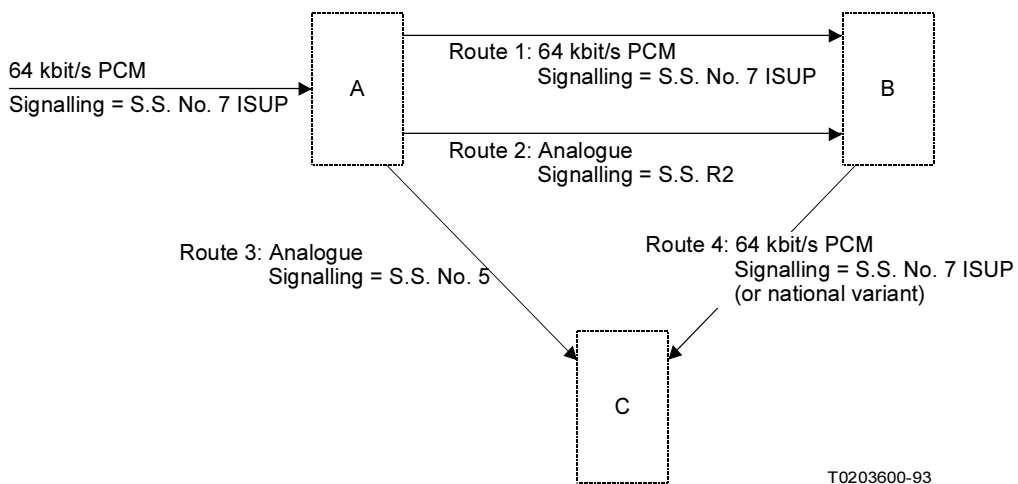 64 kbit/s PCM
Signalling = S.S. No. 7 ISUP
A
Route 1: 64 kbit/s PCM
Signalling = S.S. No. 7 ISUP
B
Route 2: Analogue
Signalling = S.S. R2
Route 3: Analogue
Signalling = S.S. No. 5
Route 4: 64 kbit/s PCM
Signalling = S.S. No. 7 ISUP
(or national variant)
C
T0203600-93